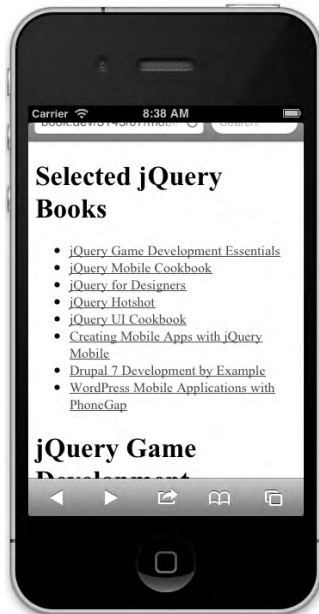 Carrier 8:38 AM
Search
Selected jQuery
Books
jQuery Game Development Essentials
jQuery Mobile Cookbook
jQuery for Designers
jQuery Hotshot
jQuery UI Cookbook
Creating Mobile Apps with jQuery
Mobile
Drupal 7 Development by Example
WordPress Mobile Applications with
PhoneGap
jQuery Game
Development